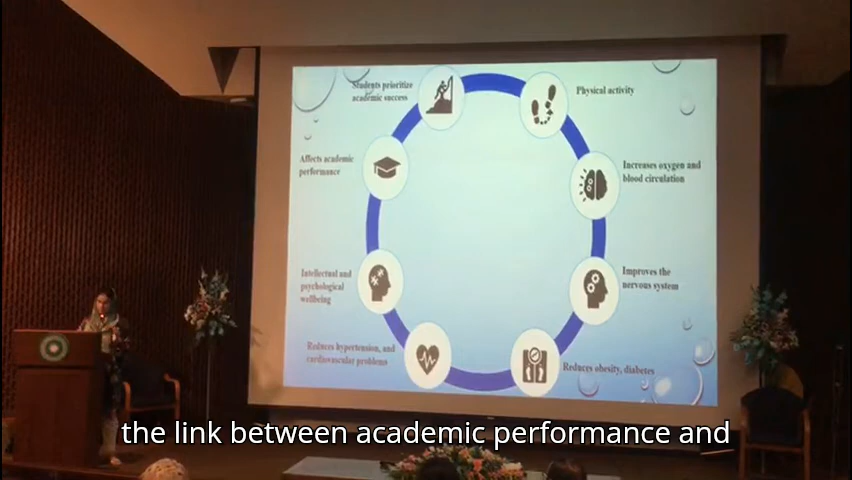 Students prioritize
academic success
Physical activity
Affects academic
performance
Increases oxygen and
blood circulation
Intellectual and
psychological
wellbeing
Improves the
nervous system
Reduces hypertension, and
cardiovascular problems
Reduces obesity, diabetes
the link between academic performance and